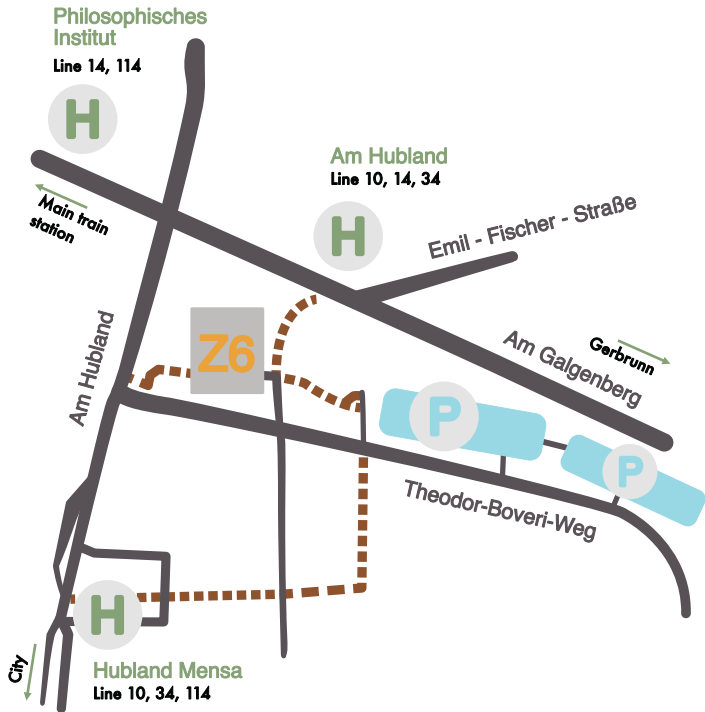 Philosophisches
Institut
Line 14, 114
H
Am Hubland
Line 10, 14, 34
H
Main train
station
Emil - Fischer - Straße
Am Hubland
Z6
Am Galgenberg
Gerbrunn
P
P
Theodor-Boveri-Weg
H
City
Hubland Mensa
Line 10, 34, 114